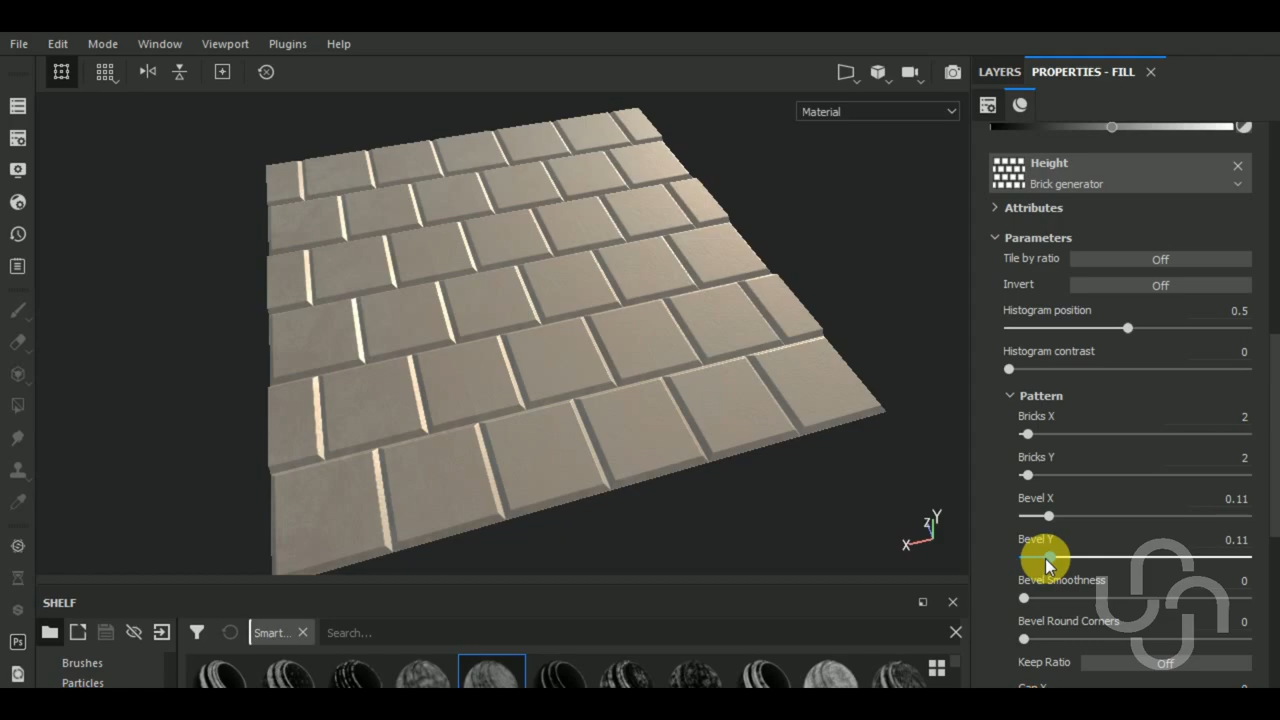 File Edit Mode Window Viewport Plugins Help
LAYERS PROPERTIES - FILL
Material
Height
Brick generator
Attributes
Parameters
Tile by ratio Off
Invert Off
Histogram position 0.5
Histogram contrast 0
Pattern
Bricks X 2
Bricks Y 2
Bevel X 0.11
Bevel Y 0.11
Bevel Smoothness 0
Bevel Round Corners 0
Keep Ratio Off
Y
Z
X
SHELF
Smart... Search...
Brushes
Particles
Ps